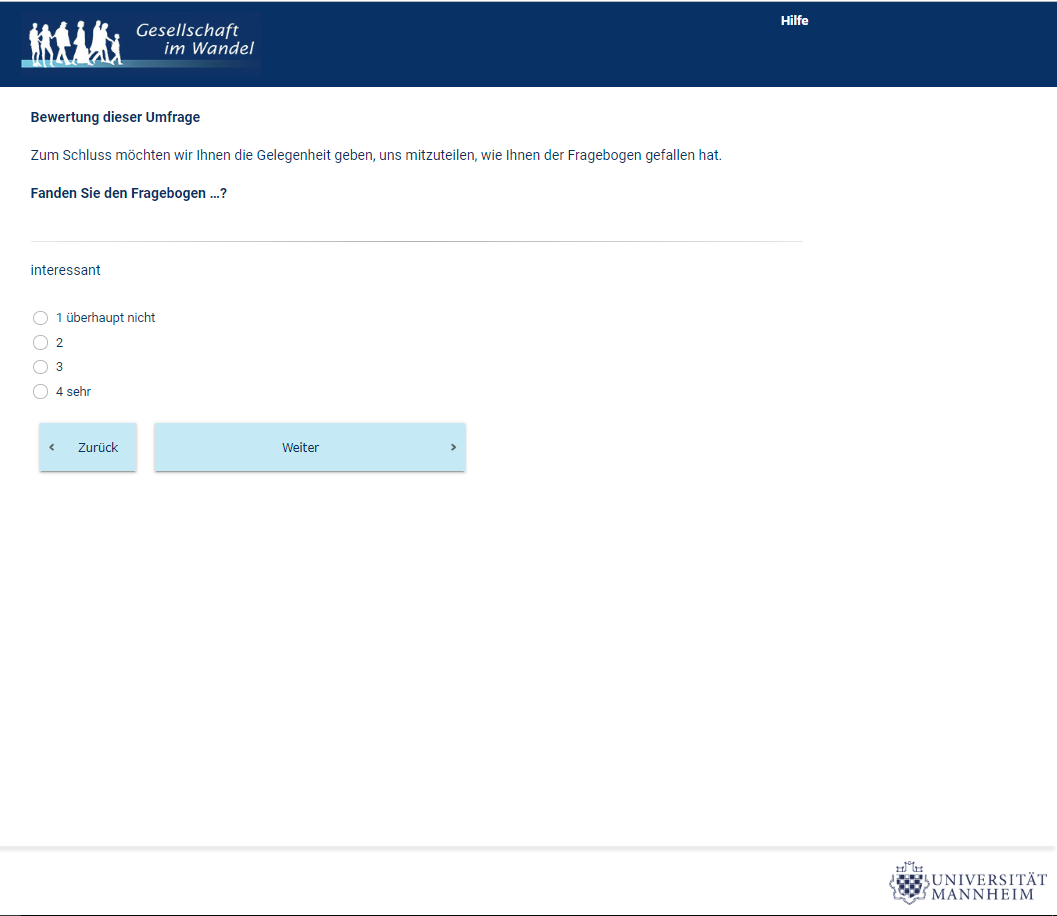 Gesellschaft
im Wandel
Hilfe
Bewertung dieser Umfrage
Zum Schluss möchten wir Ihnen die Gelegenheit geben, uns mitzuteilen, wie Ihnen der Fragebogen gefallen hat.
Fanden Sie den Fragebogen ...?
interessant
1 überhaupt nicht
2
3
4 sehr
Zurück
Weiter
UNIVERSITÄT
MANNHEIM